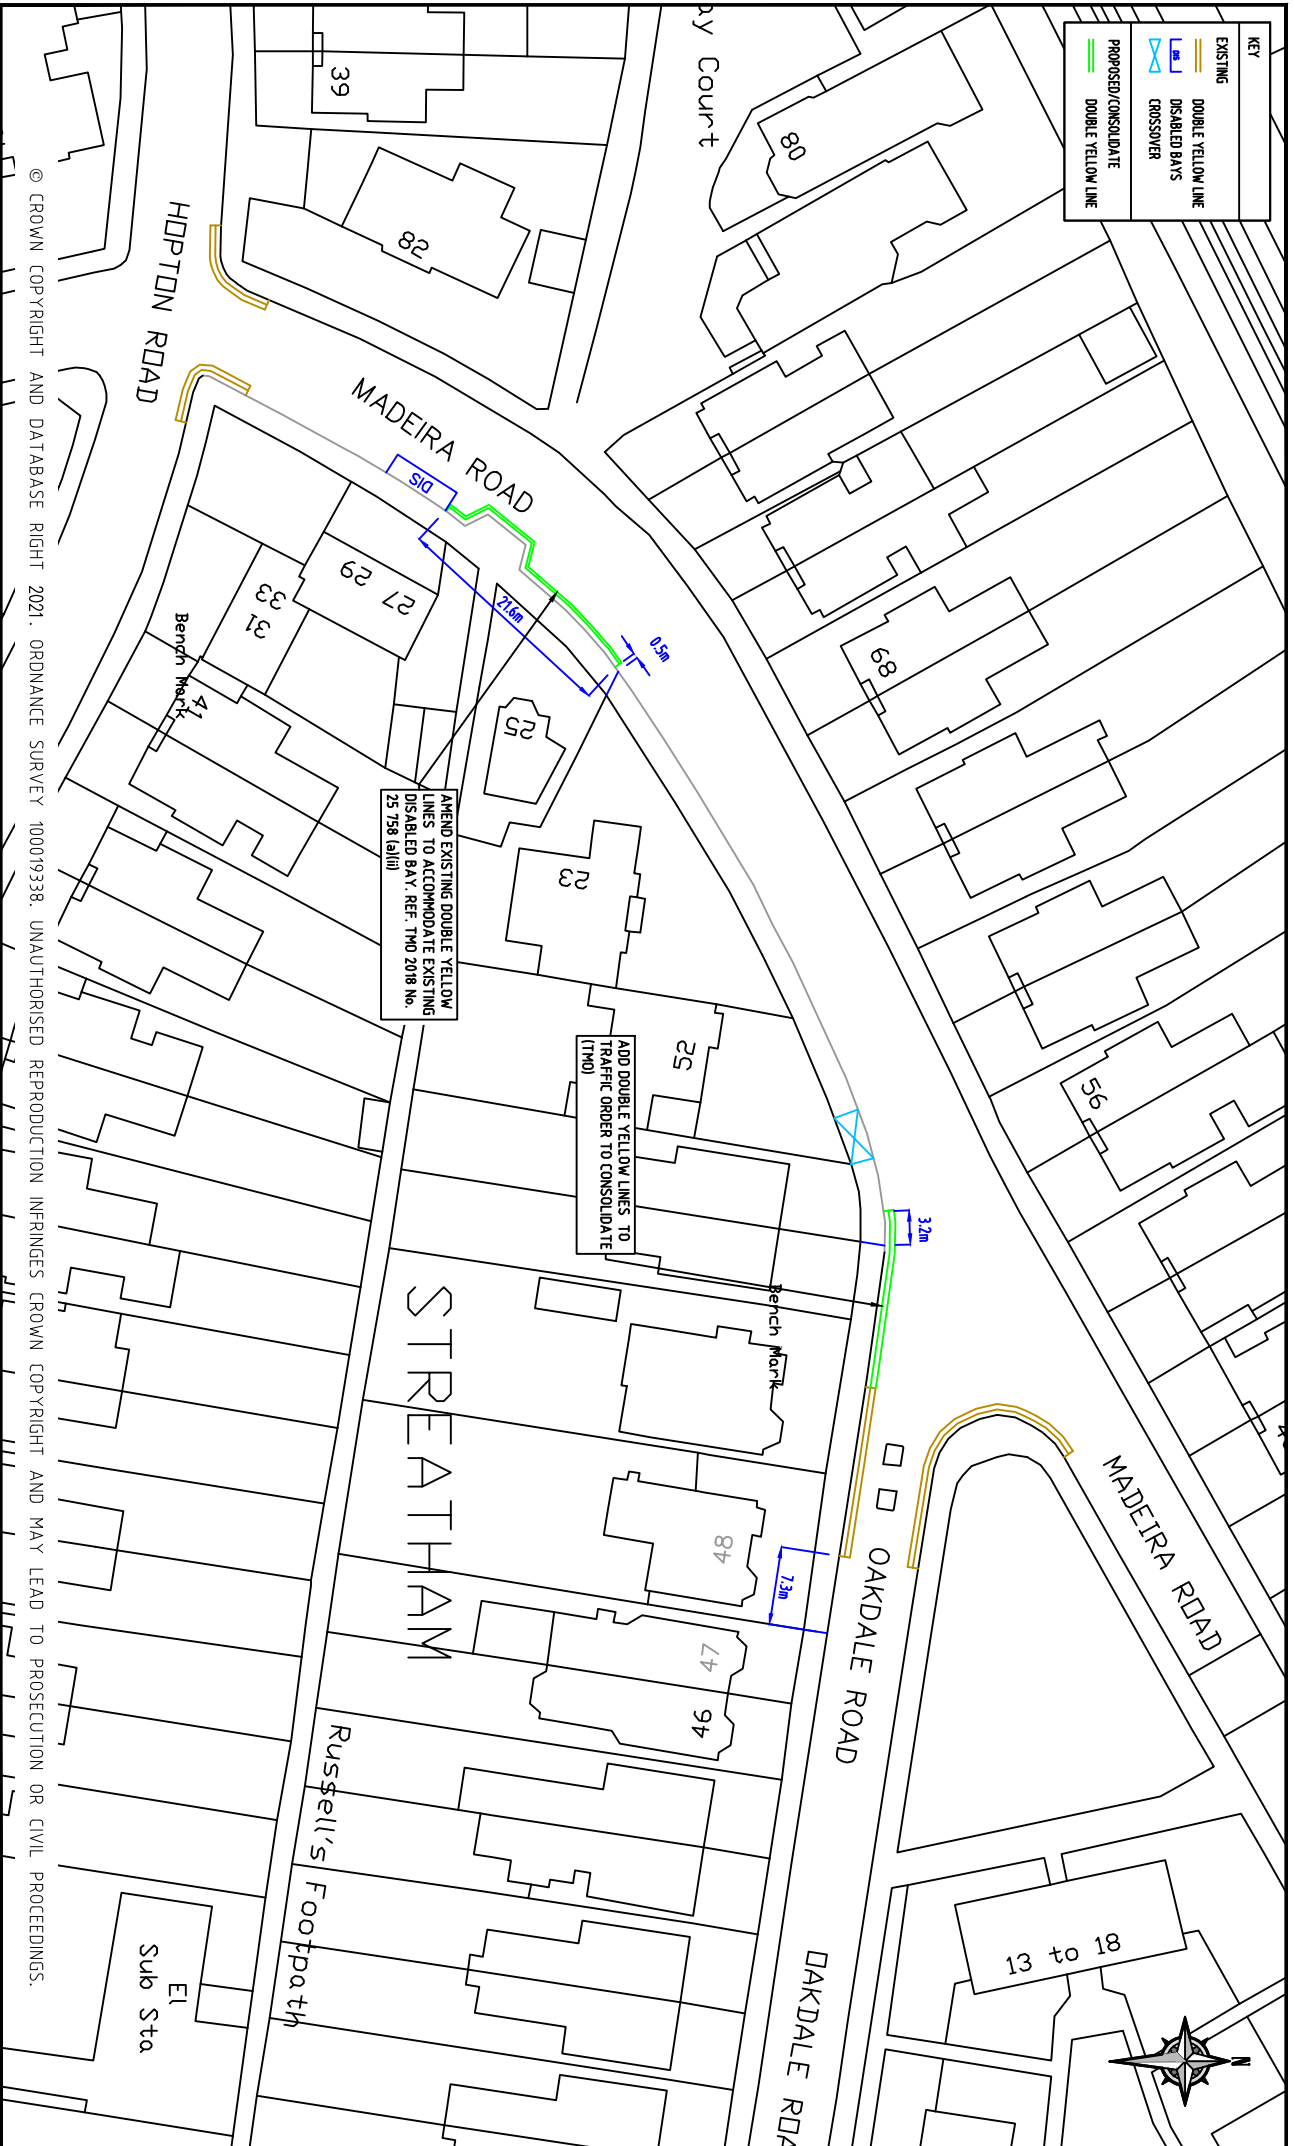 KEY
EXISTING
DOUBLE YELLOW LINE
DIS
DISABLED BAYS
CROSSOVER
PROPOSED/CONSOLIDATE
DOUBLE YELLOW LINE
ay Court
80
39
28
HOPTON ROAD
MADEIRA ROAD
DIS
21.6m
0.5m
29
27
33
31
41
Bench Mark
25
23
52
68
56
AMEND EXISTING DOUBLE YELLOW
LINES TO ACCOMMODATE EXISTING
DISABLED BAY. REF. TMO 2018 No.
25 758 (a)(ii)
ADD DOUBLE YELLOW LINES TO
TRAFFIC ORDER TO CONSOLIDATE
(TMO)
3.2m
Bench Mark
STREATHAM
48
47
46
7.3m
OAKDALE ROAD
MADEIRA ROAD
OAKDALE ROA
13 to 18
Russell's Footpath
El
Sub Sta
N
© CROWN COPYRIGHT AND DATABASE RIGHT 2021. ORDNANCE SURVEY 100019338. UNAUTHORISED REPRODUCTION INFRINGES CROWN COPYRIGHT AND MAY LEAD TO PROSECUTION OR CIVIL PROCEEDINGS.